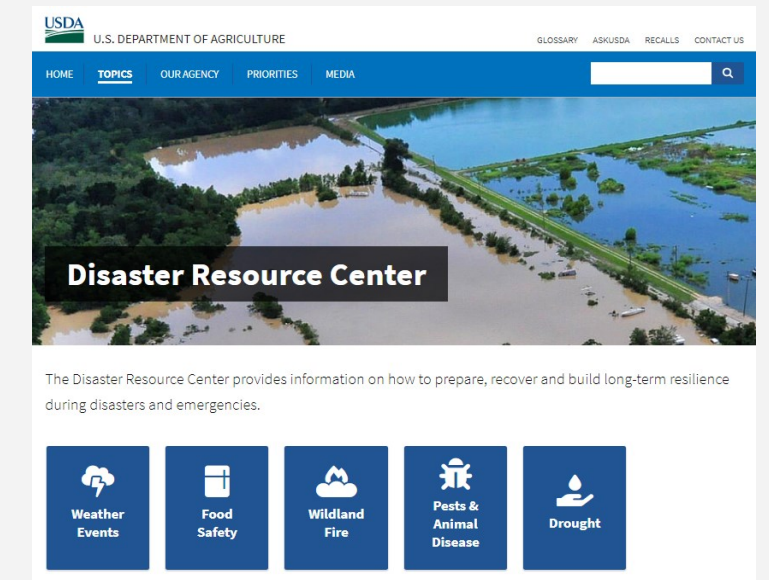 USDA
U.S. DEPARTMENT OF AGRICULTURE
GLOSSARY ASKUSDA RECALLS CONTACT US
HOME TOPICS OUR AGENCY PRIORITIES MEDIA
Disaster Resource Center
The Disaster Resource Center provides information on how to prepare, recover and build long-term resilience
during disasters and emergencies.
Weather
Events
Food
Safety
Wildland
Fire
Pests &
Animal
Disease
Drought